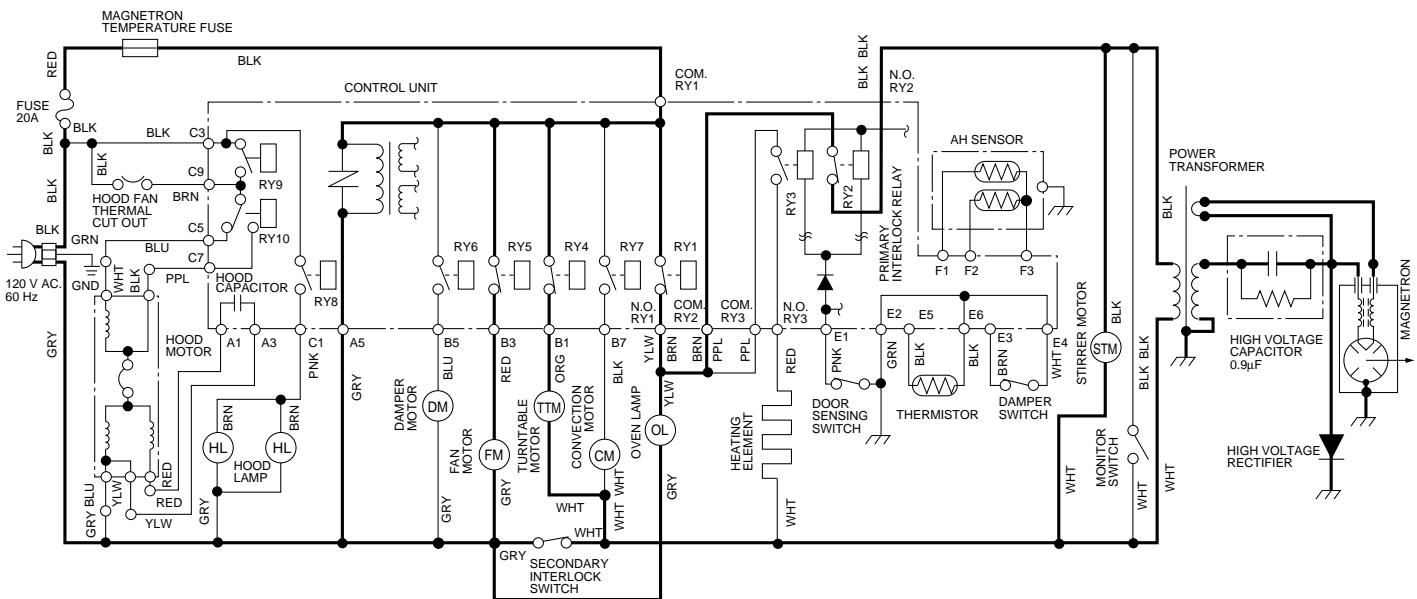 MAGNETRON
TEMPERATURE FUSE
RED
BLK
FUSE
20A
BLK
BLK
BLK
BLK
BLK
CONTROL UNIT
C3
C9
BRN
HOOD FAN
THERMAL
CUT OUT
RY9
RY10
BLK
GRN
BLU
C5
C7
PPL
WHT
BLK
GND
120 V AC.
60 Hz
HOOD
CAPACITOR
RY8
HOOD
MOTOR
A1
A3
C1
PNK
A5
GRY
GRY
BRN
BRN
HL
HL
HOOD
LAMP
RED
RED
YLW
YLW
BLU
GRY
GRY
RY6
RY5
RY4
RY7
RY1
COM.
RY1
N.O.
RY1
COM.
RY2
COM.
RY3
N.O.
RY3
B5
B3
B1
B7
BLU
RED
ORG
BLK
YLW
BRN
BRN
PPL
PPL
RED
DAMPER
MOTOR
DM
GRY
FAN
MOTOR
FM
GRY
TURNTABLE
MOTOR
TTM
WHT
CONVECTION
MOTOR
CM
WHT
WHT
OVEN LAMP
YLW
OL
GRY
GRY
WHT
SECONDARY
INTERLOCK
SWITCH
HEATING
ELEMENT
WHT
BLK BLK
N.O.
RY2
RY3
RY2
PRIMARY
INTERLOCK RELAY
AH SENSOR
F1
F2
F3
E1
E2
E5
E6
E3
E4
PNK
GRN
BLK
BLK
BRN
WHT
DOOR
SENSING
SWITCH
THERMISTOR
DAMPER
SWITCH
STIRRER MOTOR
BLK
STM
WHT
MONITOR
SWITCH
BLK BLK
WHT
WHT
POWER
TRANSFORMER
BLK
HIGH VOLTAGE
CAPACITOR
0.9µF
MAGNETRON
HIGH VOLTAGE
RECTIFIER